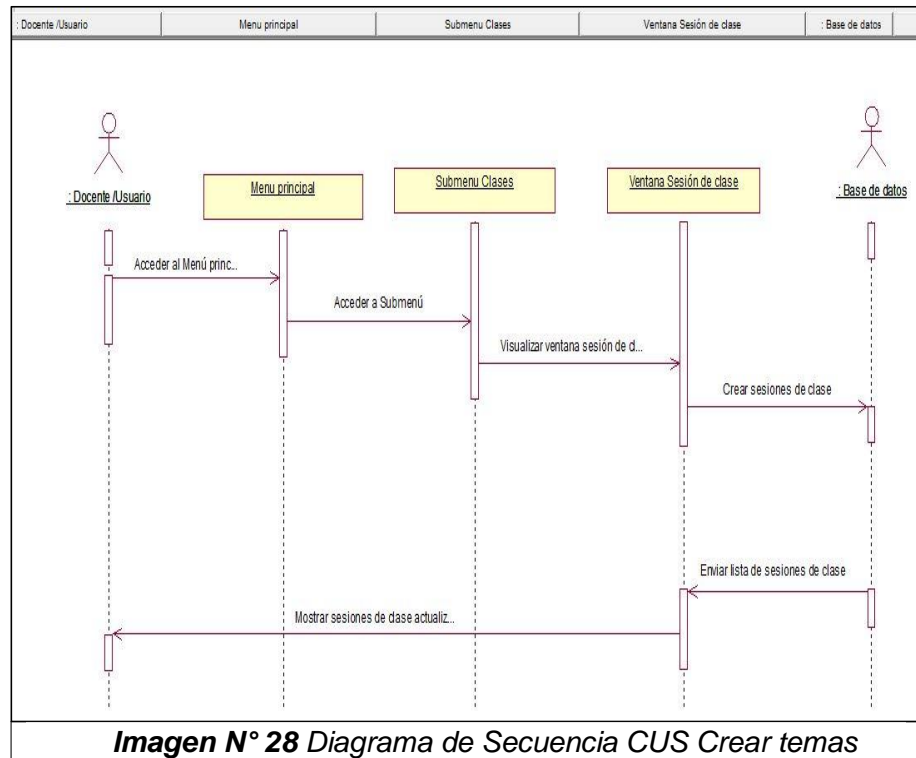 : Docente /Usuario Menu principal Submenu Clases Ventana Sesión de clase : Base de datos
: Docente /Usuario Menu principal Submenu Clases Ventana Sesión de clase : Base de datos
Acceder al Menú princ...
Acceder a Submenú
Visualizar ventana sesión de cl...
Crear sesiones de clase
Enviar lista de sesiones de clase
Mostrar sesiones de clase actualiz...
Imagen N° 28 Diagrama de Secuencia CUS Crear temas